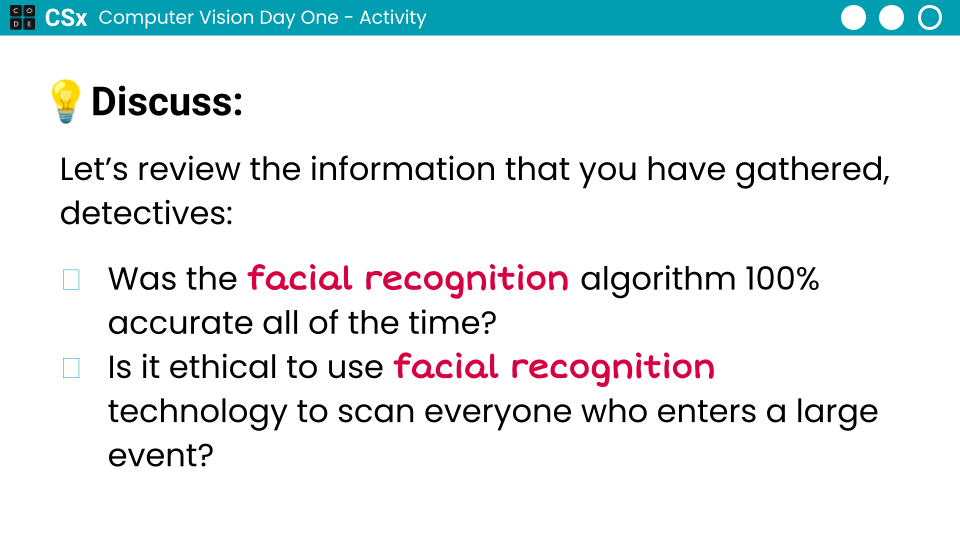 CODE CSx Computer Vision Day One - Activity
💡Discuss:
Let’s review the information that you have gathered,
detectives:
Was the facial recognition algorithm 100%
accurate all of the time?
Is it ethical to use facial recognition
technology to scan everyone who enters a large
event?